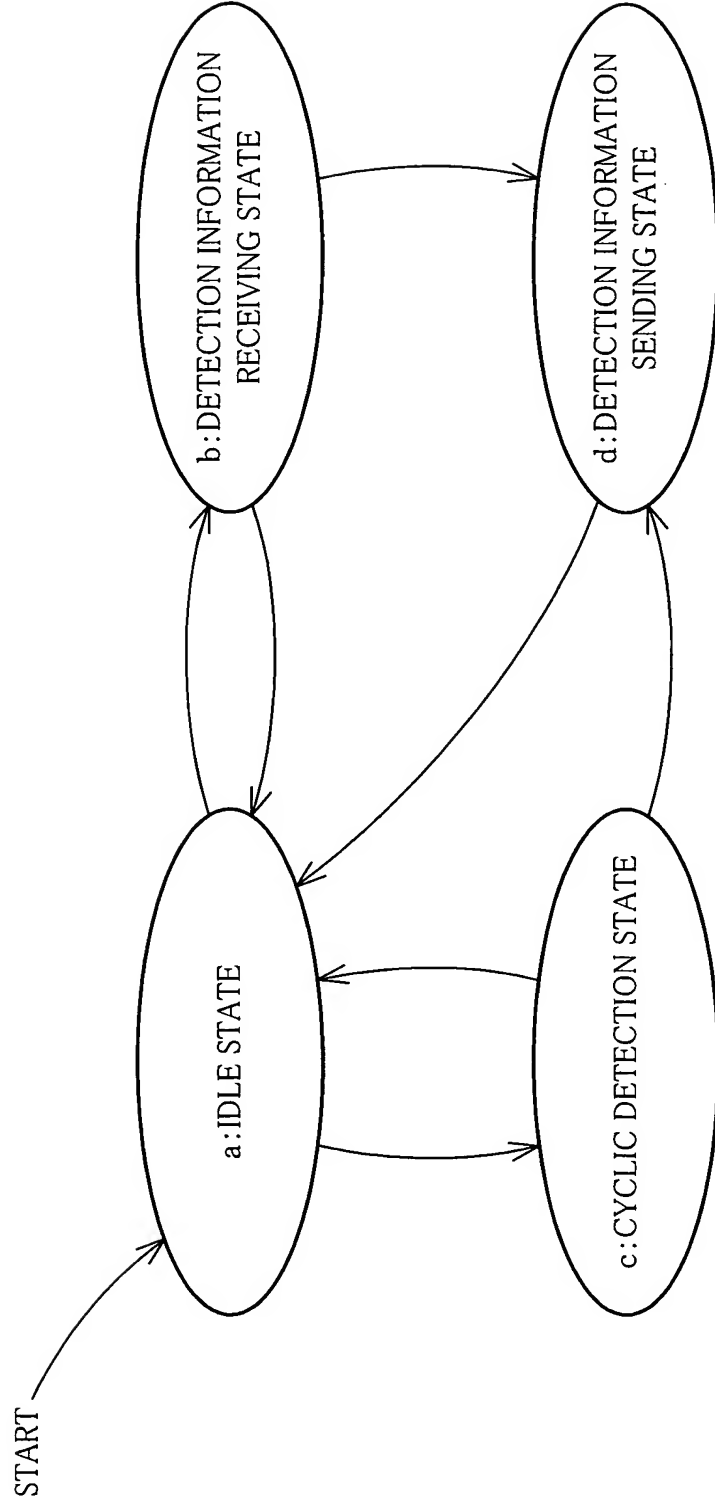 START
a:IDLE STATE
b:DETECTION INFORMATION
RECEIVING STATE
c:CYCLIC DETECTION STATE
d:DETECTION INFORMATION
SENDING STATE